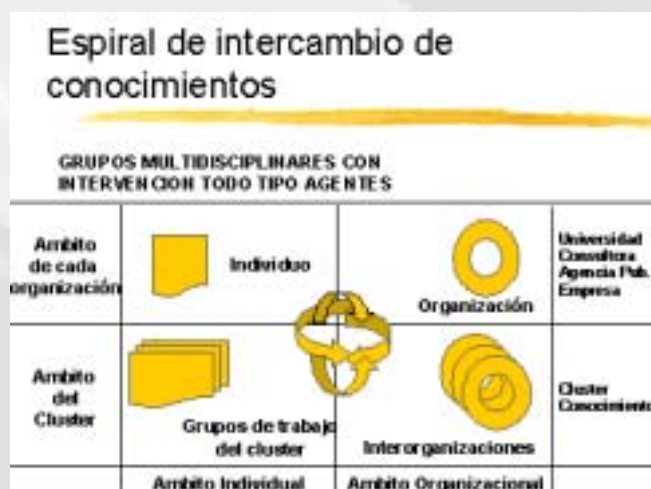 Espiral de intercambio de
conocimientos
GRUPOS MULTIDISCIPLINARES CON
INTERVENCION TODO TIPO AGENTES
Ambito
de cada
organización
Individuo
Organización
Universidad
Consultora
Agencia Pub.
Empresa
Ambito
del
Cluster
Grupos de trabajo
del cluster
Interorganizaciones
Cluster
Conocimiento
Ambito Individual
Ambito Organizacional